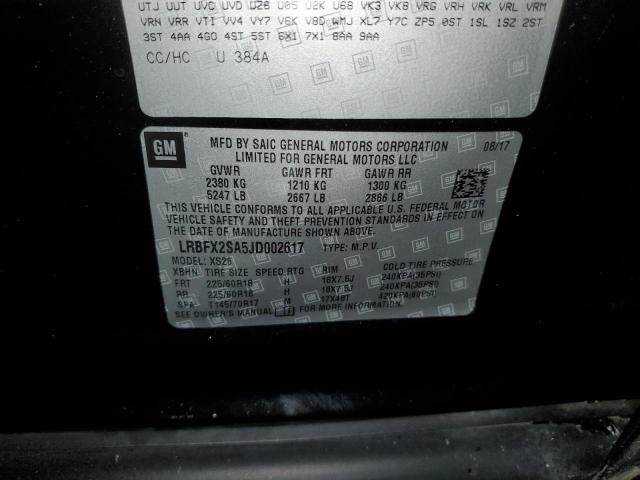 UTJ UUT UVC UVD U26 U05 U2K U68 VK3 VK8 VRG VRH VRK VRL VRM
VRN VRR VTI VV4 VY7 V6K V8D WMJ XL7 Y7C ZP5 0ST 1SL 1SZ 2ST
3ST 4AA 4GO 4ST 5ST 6X1 7X1 8AA 9AA
CC/HC U 384A
GM
MFD BY SAIC GENERAL MOTORS CORPORATION 08/17
LIMITED FOR GENERAL MOTORS LLC
GVWR GAWR FRT GAWR RR
2380 KG 1210 KG 1300 KG
5247 LB 2667 LB 2866 LB
THIS VEHICLE CONFORMS TO ALL APPLICABLE U.S. FEDERAL MOTOR
VEHICLE SAFETY AND THEFT PREVENTION STANDARDS
IN EFFECT ON THE DATE OF MANUFACTURE SHOWN ABOVE.
LRBFX2SA5JD002617 TYPE: M.P.V.
MODEL: XS26
XBHN TIRE SIZE SPEED RTG RIM COLD TIRE PRESSURE
FRT 225/60R18 H 18X7.5J 240KPA(35PSI)
RR 225/60R18 H 18X7.5J 240KPA(35PSI)
SPA T145/70R17 M 17X4BT 420KPA(60PSI)
SEE OWNER'S MANUAL FOR MORE INFORMATION.